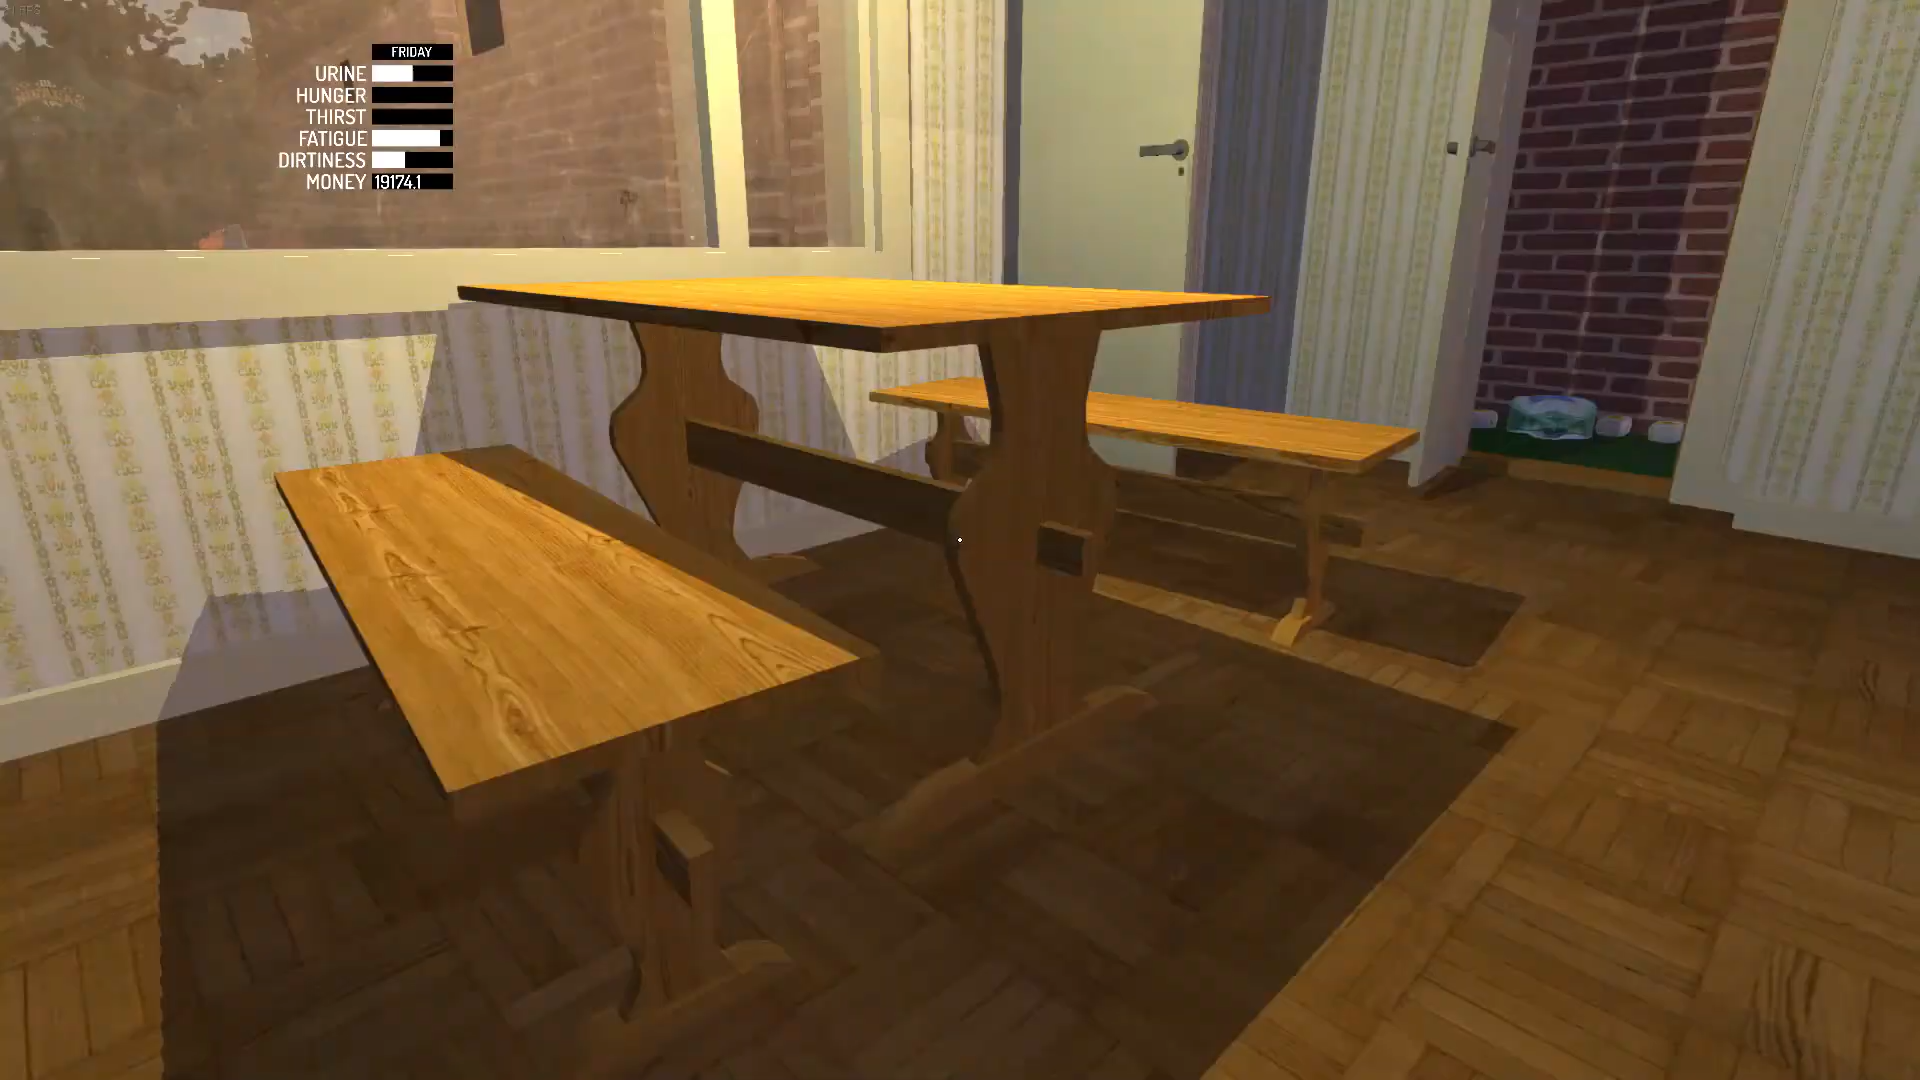 FRIDAY
URINE
HUNGER
THIRST
FATIGUE
DIRTINESS
MONEY 19174.1